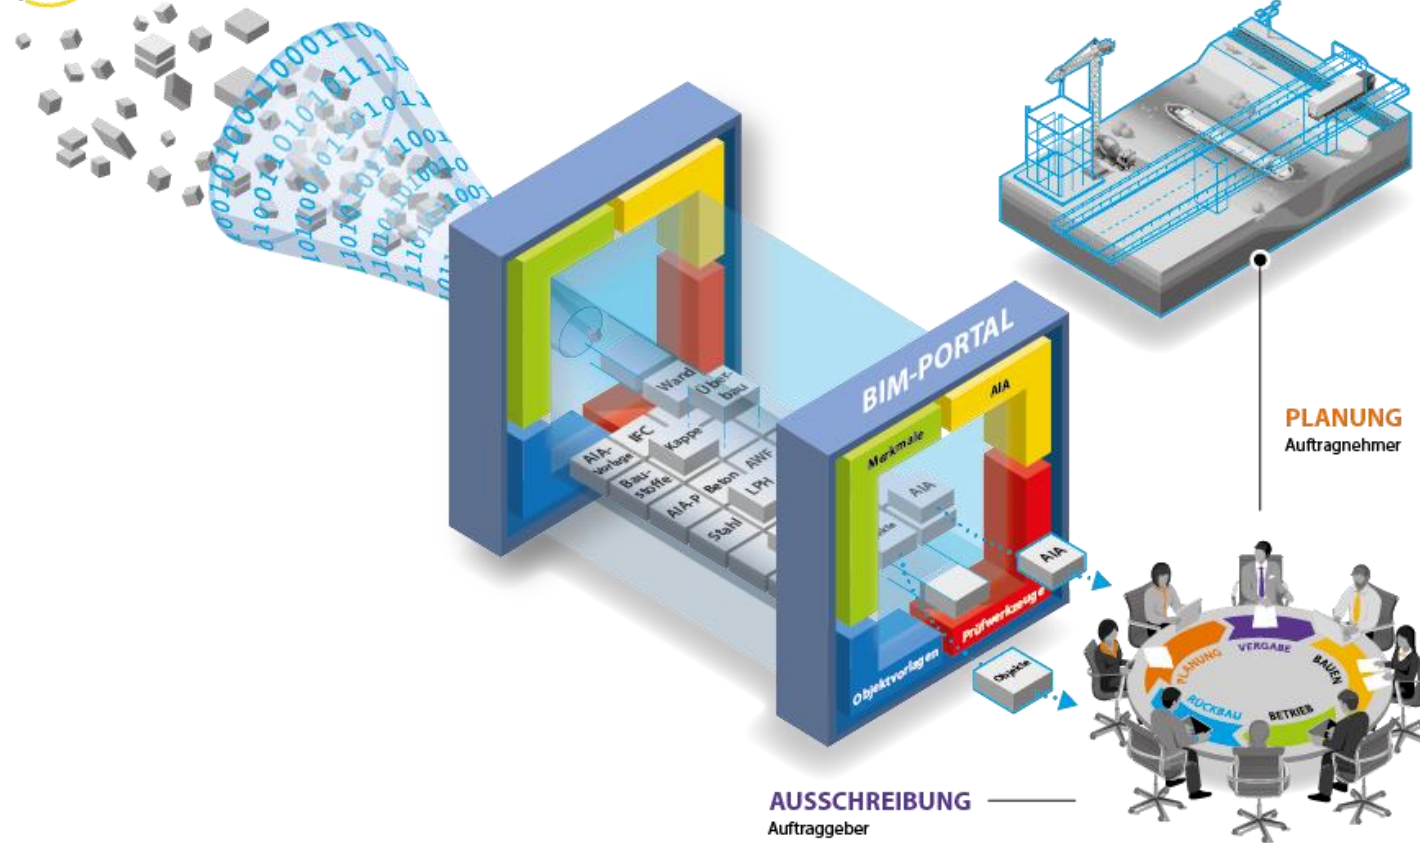 BIM-PORTAL
AIA
Merkmale
Wand
Über-
bau
IFC
Kappe
AIA-
Vorlage
Bau-
stoffe
Beton
AWF
LPH
AIA-P
Stahl
AIA
AIA
Prüfwerkzeuge
Objektvorlagen
Objekte
PLANUNG
Auftragnehmer
PLANUNG
VERGABE
BAUEN
BETRIEB
RÜCKBAU
AUSSCHREIBUNG
Auftraggeber